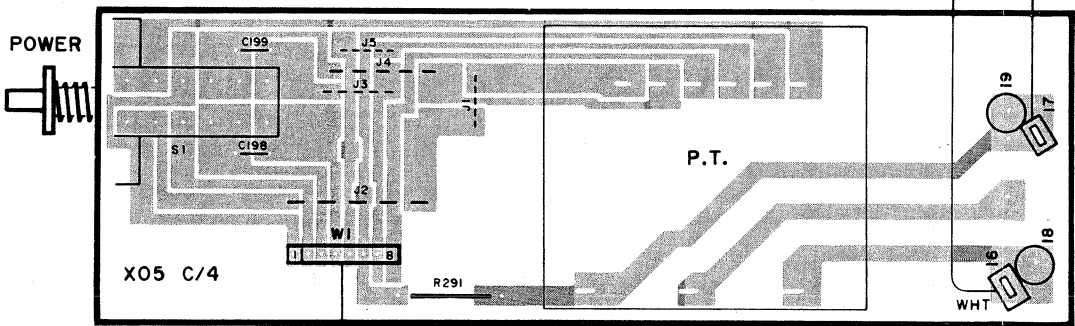 POWER
C199
J5
J4
J3
J1
19
17
S1
C198
P.T.
J2
W1
1
8
18
16
X05 C/4
R291
WHT